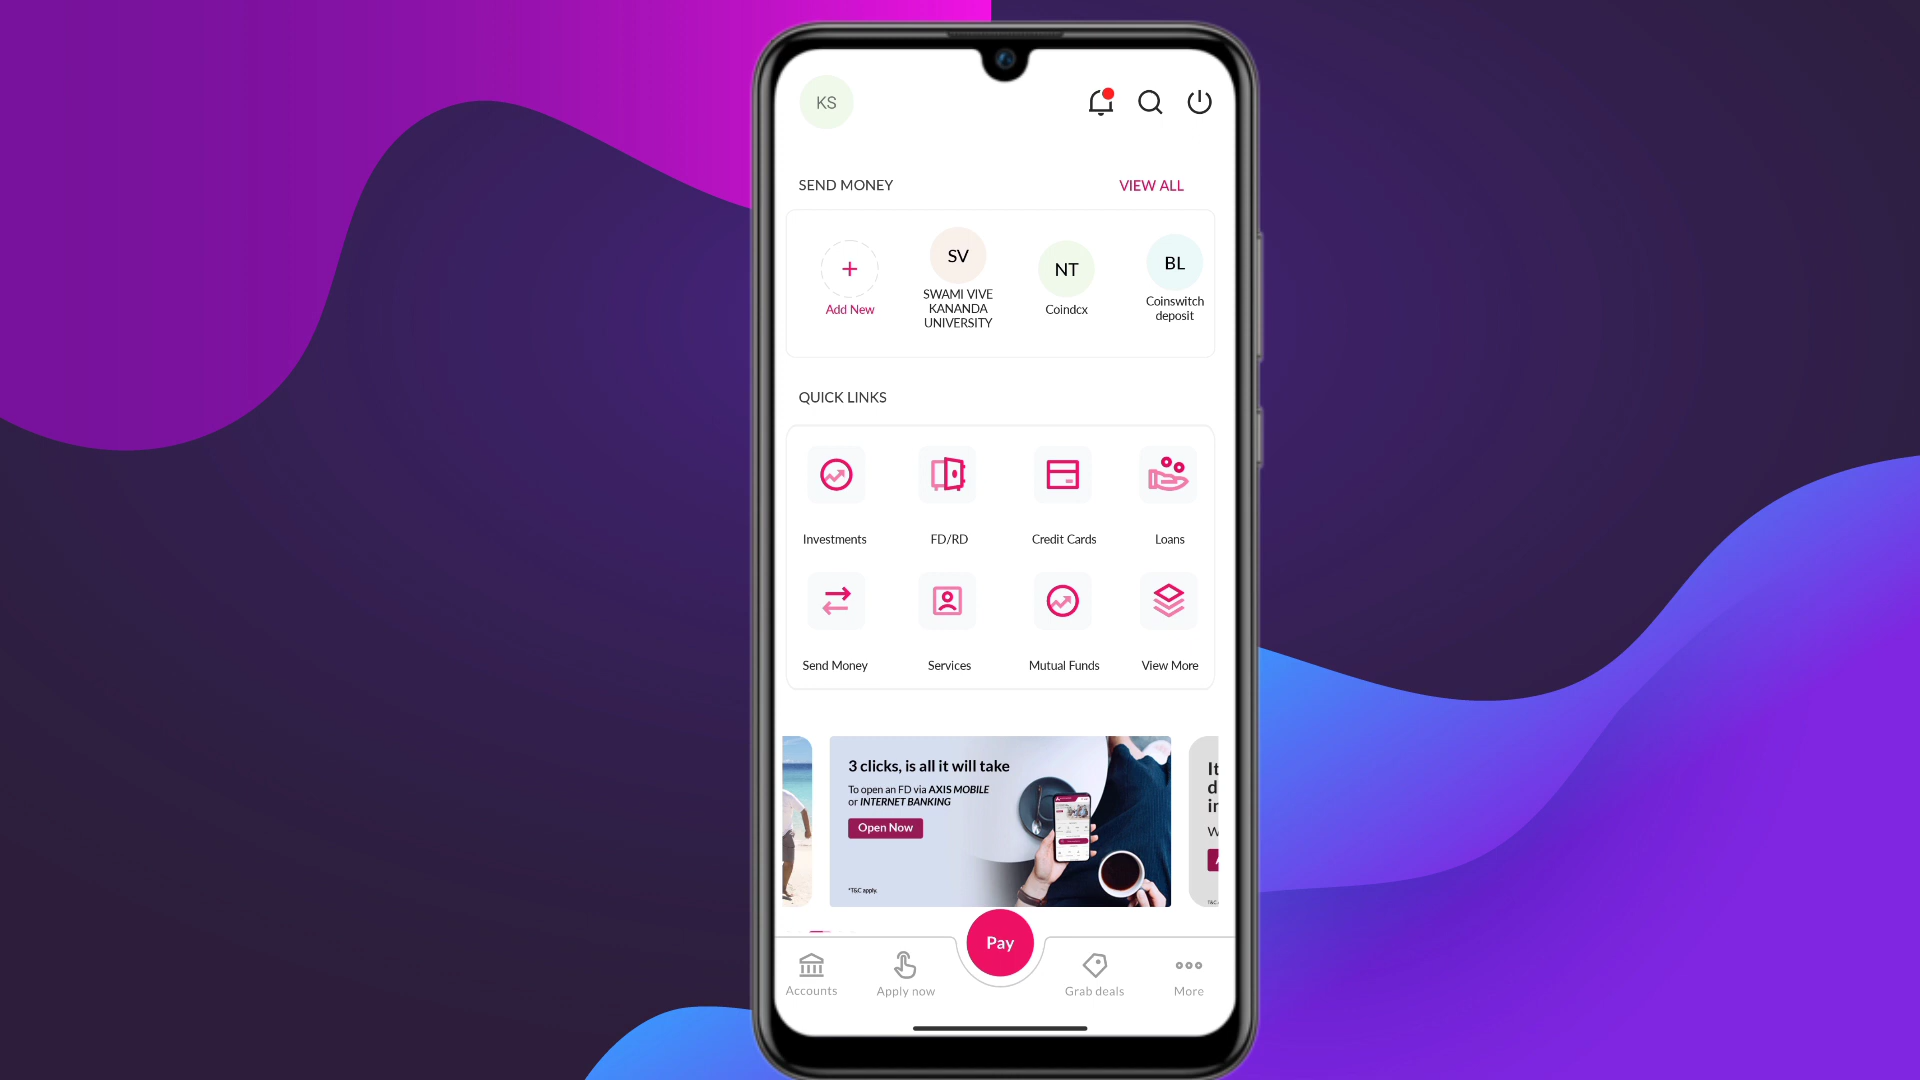 KS
SEND MONEY
VIEW ALL
+
Add New
SV
SWAMI VIVE
KANANDA
UNIVERSITY
NT
Coindcx
BL
Coinswitch
deposit
QUICK LINKS
Investments
FD/RD
Credit Cards
Loans
Send Money
Services
Mutual Funds
View More
3 clicks, is all it will take
To open an FD via AXIS MOBILE
or INTERNET BANKING
Open Now
*T&C apply.
It
d
in
W
A
T&C
Pay
Accounts
Apply now
Grab deals
More